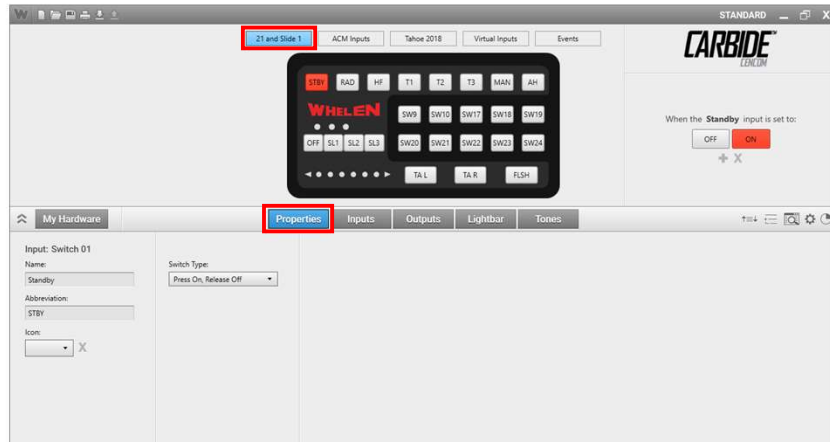 W STANDARD X
21 and Slide 1 ACM Inputs Tahoe 2018 Virtual Inputs Events
CARBIDE™
CENCOM
STBY RAD HF T1 T2 T3 MAN AH
WHELEN
SW9 SW10 SW17 SW18 SW19
OFF SL1 SL2 SL3 SW20 SW21 SW22 SW23 SW24
TA L TA R FLSH
When the Standby input is set to:
OFF ON
X
My Hardware Properties Inputs Outputs Lightbar Tones
Input: Switch 01
Name: Switch Type:
Standby Press On, Release Off
Abbreviation:
STBY
Icon:
X